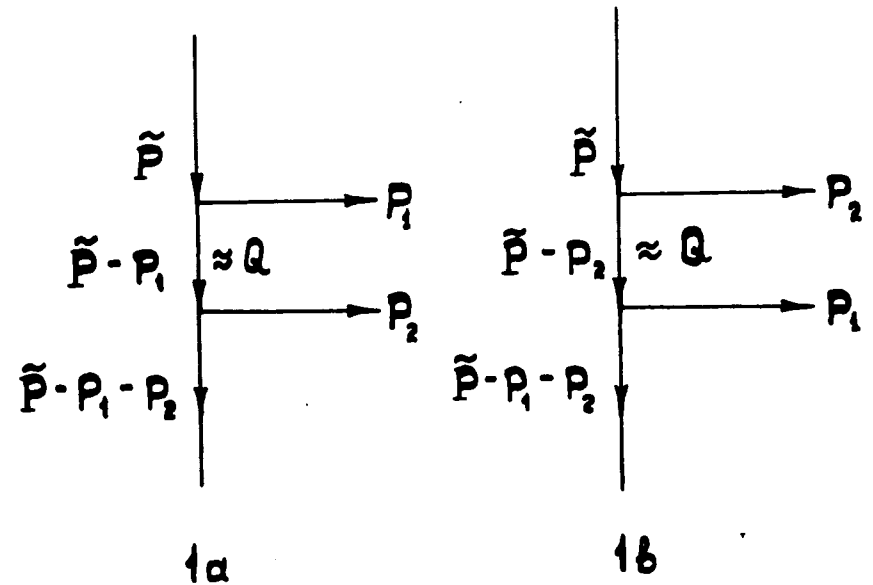 P̃
P₁
P̃ - P₁ ≈ Q
P₂
P̃ - P₁ - P₂
1a
P̃
P₂
P̃ - P₂ ≈ Q
P₁
P̃ - P₁ - P₂
1b